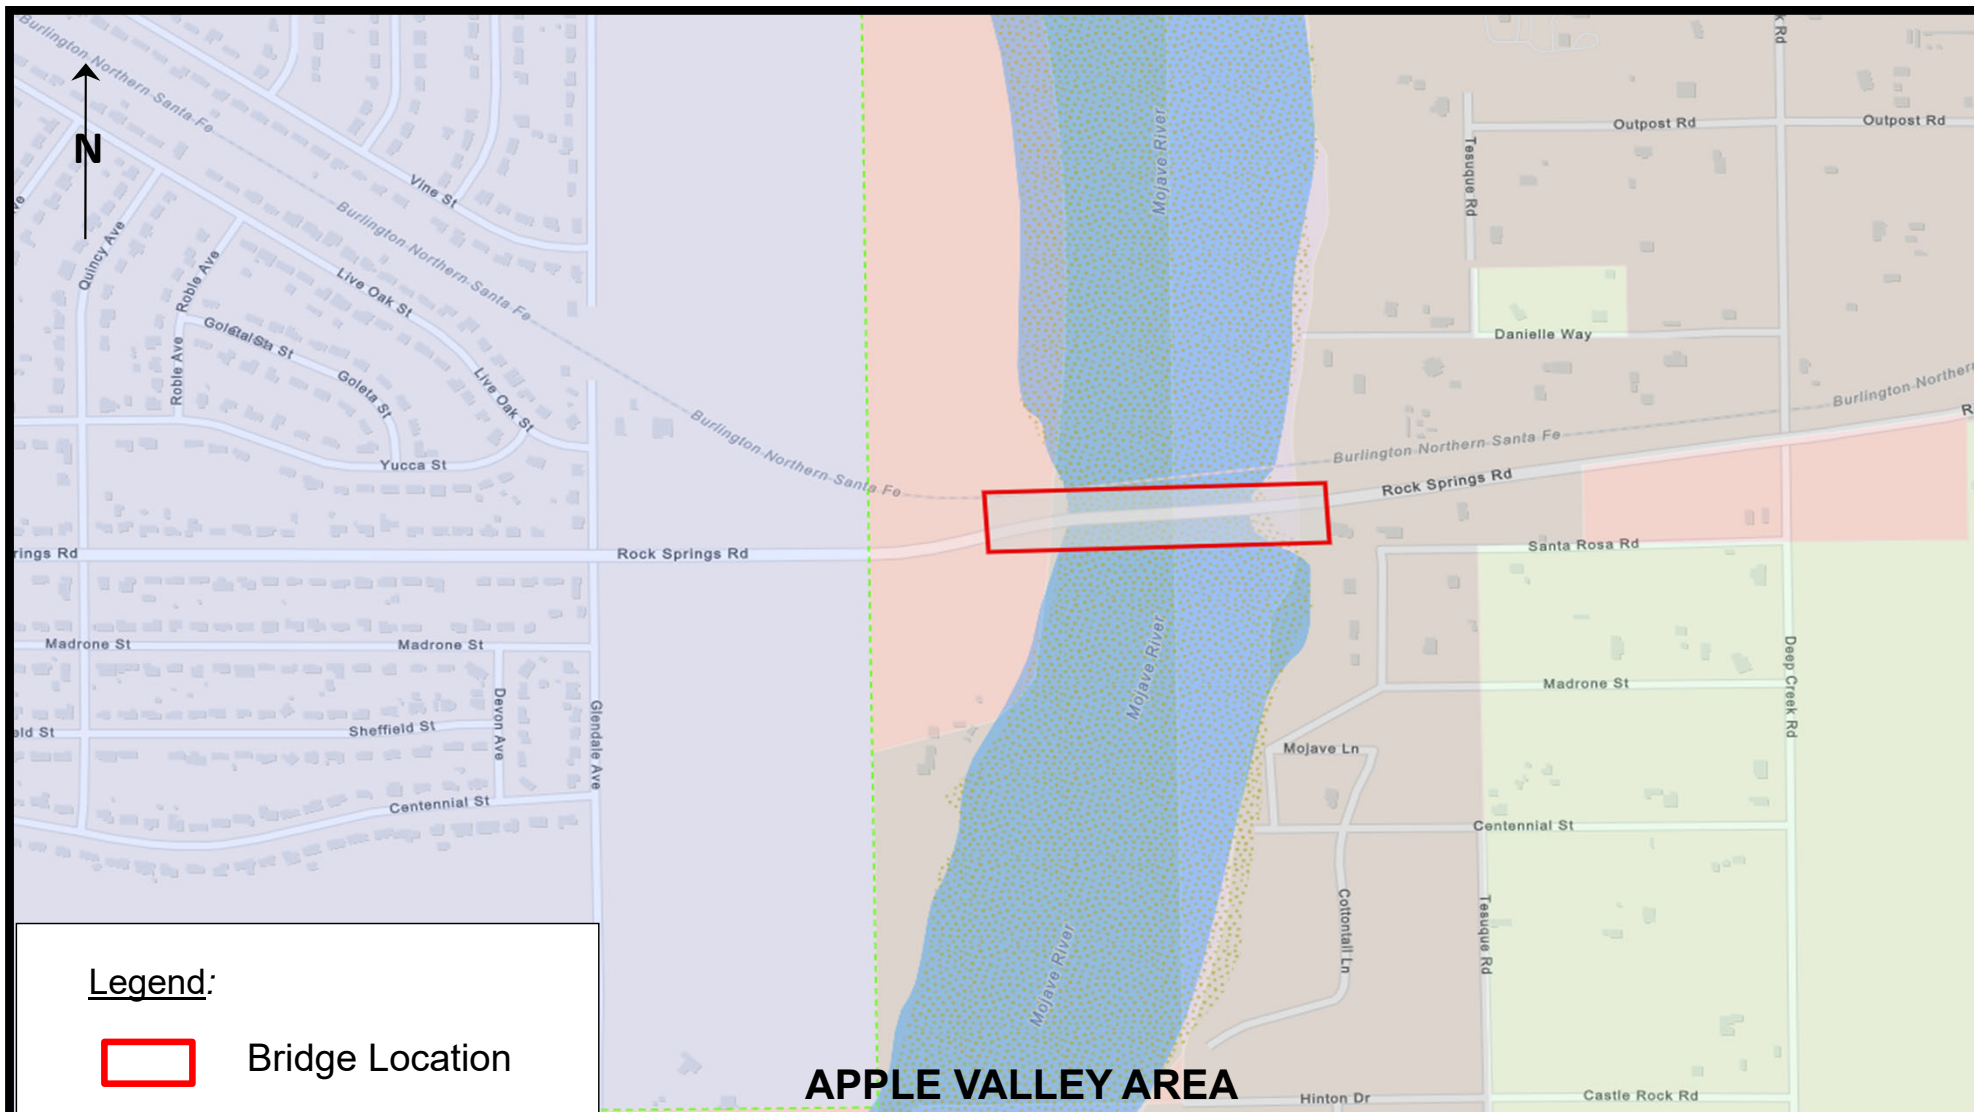 Burlington Northern Santa Fe
k Rd
Outpost Rd
Outpost Rd
N
Vine St
Mojave River
Tesuque Rd
ve
Burlington Northern Santa Fe
Quincy Ave
Roble Ave
Live Oak St
Goleta St
Roble Ave
Goleta St
Live Oak St
Danielle Way
Burlington Northern
R
Burlington Northern Santa Fe
Burlington Northern Santa Fe
Yucca St
Rock Springs Rd
rings Rd
Rock Springs Rd
Santa Rosa Rd
Madrone St
Madrone St
Mojave River
Deep Creek Rd
Madrone St
Devon Ave
Glendale Ave
eld St
Sheffield St
Mojave Ln
Centennial St
Centennial St
Cottontail Ln
Tesuque Rd
Mojave River
Legend:
Bridge Location
APPLE VALLEY AREA
Hinton Dr
Castle Rock Rd